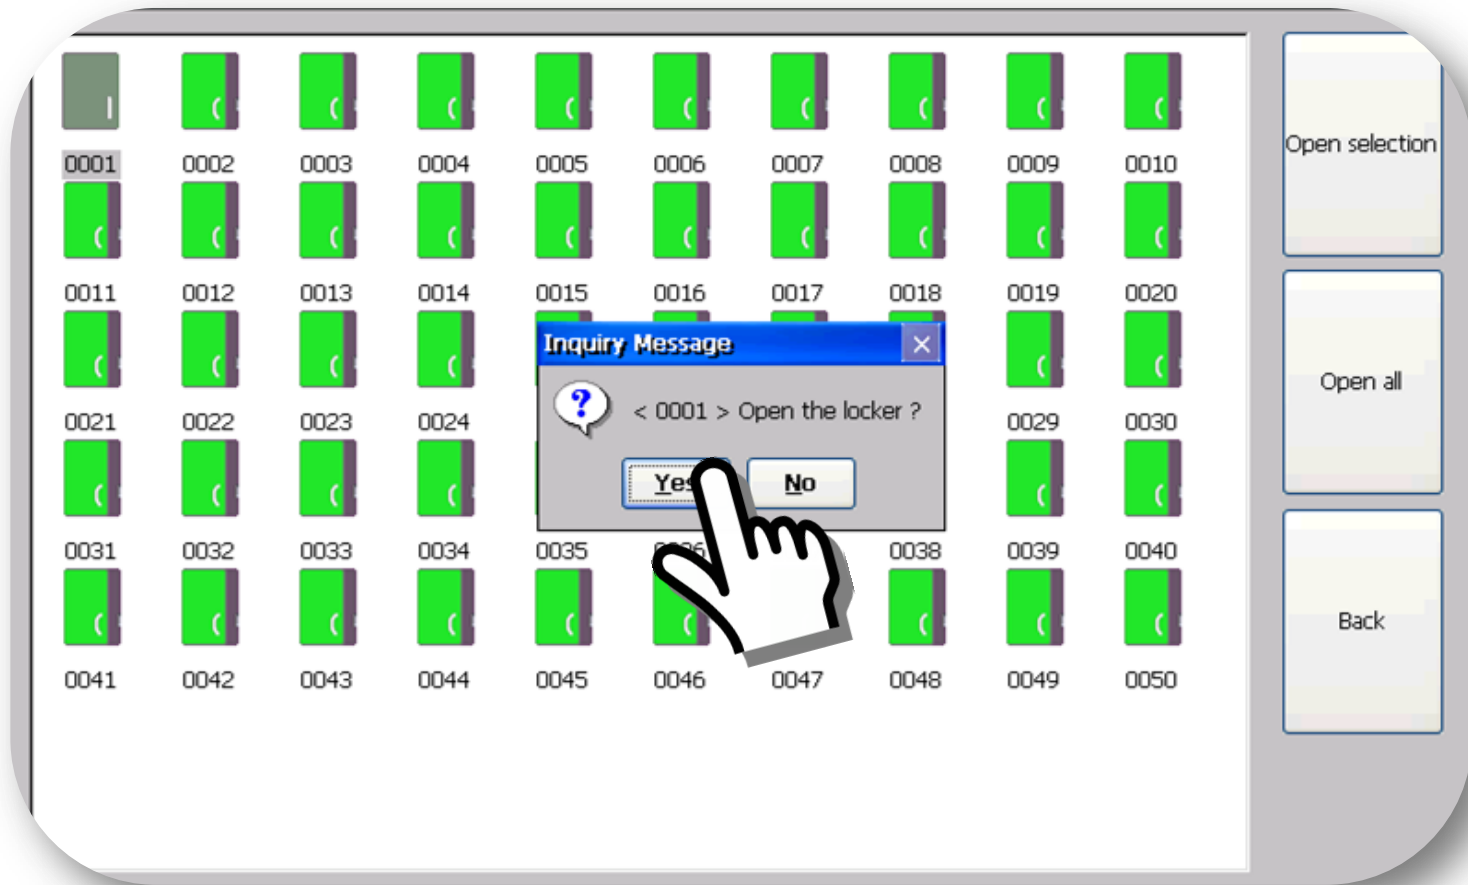 0001 0002 0003 0004 0005 0006 0007 0008 0009 0010
Open selection
0011 0012 0013 0014 0015 0016 0017 0018 0019 0020
Inquiry Message
Open all
< 0001 > Open the locker ?
0021 0022 0023 0024 0029 0030
Yes No
0031 0032 0033 0034 0035 0038 0039 0040
Back
0041 0042 0043 0044 0045 0046 0047 0048 0049 0050